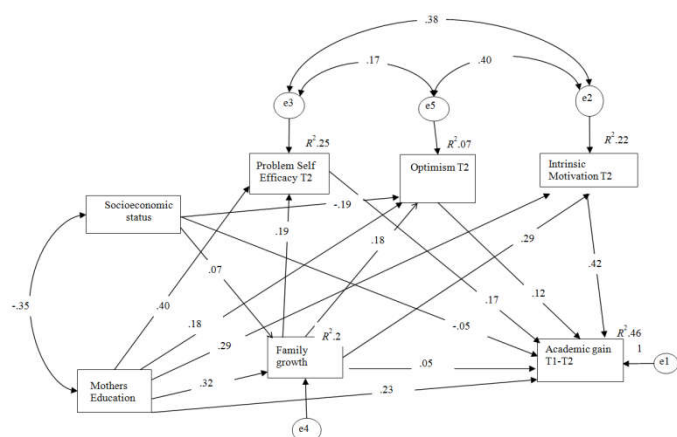 .38
.17
.40
e3
e5
e2
R².25
R².07
R².22
Problem Self
Efficacy T2
Optimism T2
Intrinsic
Motivation T2
Socioeconomic
status
-.19
.19
.18
.29
.07
.42
-.35
.40
.17
.12
.18
-.05
R².2
R².46
.29
Family
growth
Academic gain
T1-T2
1
e1
.05
Mothers
Education
.32
.23
e4